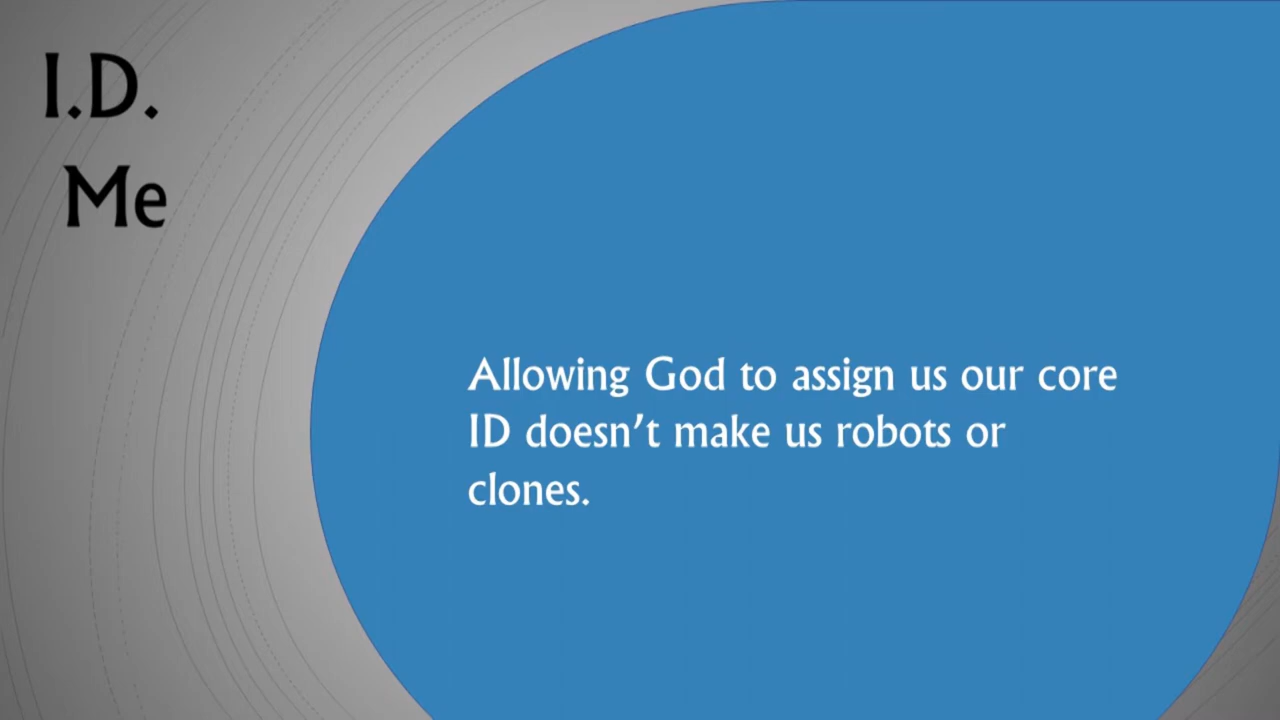 I.D.
Me
Allowing God to assign us our core
ID doesn’t make us robots or
clones.